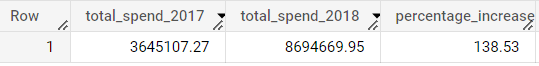 Row total_spend_2017 total_spend_2018 percentage_increase
1 3645107.27 8694669.95 138.53